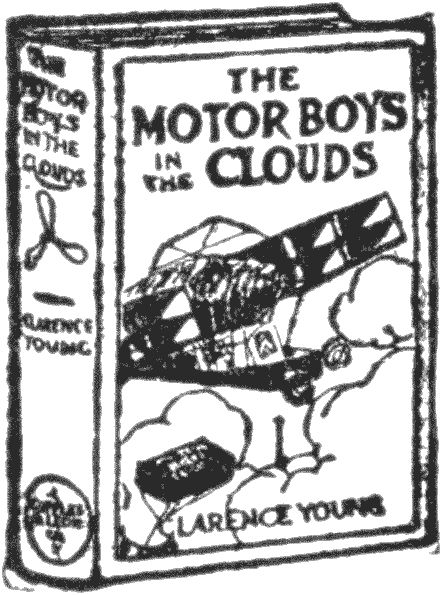 THE
MOTOR
BOYS
IN THE
CLOUDS
CLARENCE
YOUNG
THE
MOTOR BOYS
IN
THE
CLOUDS
CLARENCE YOUNG